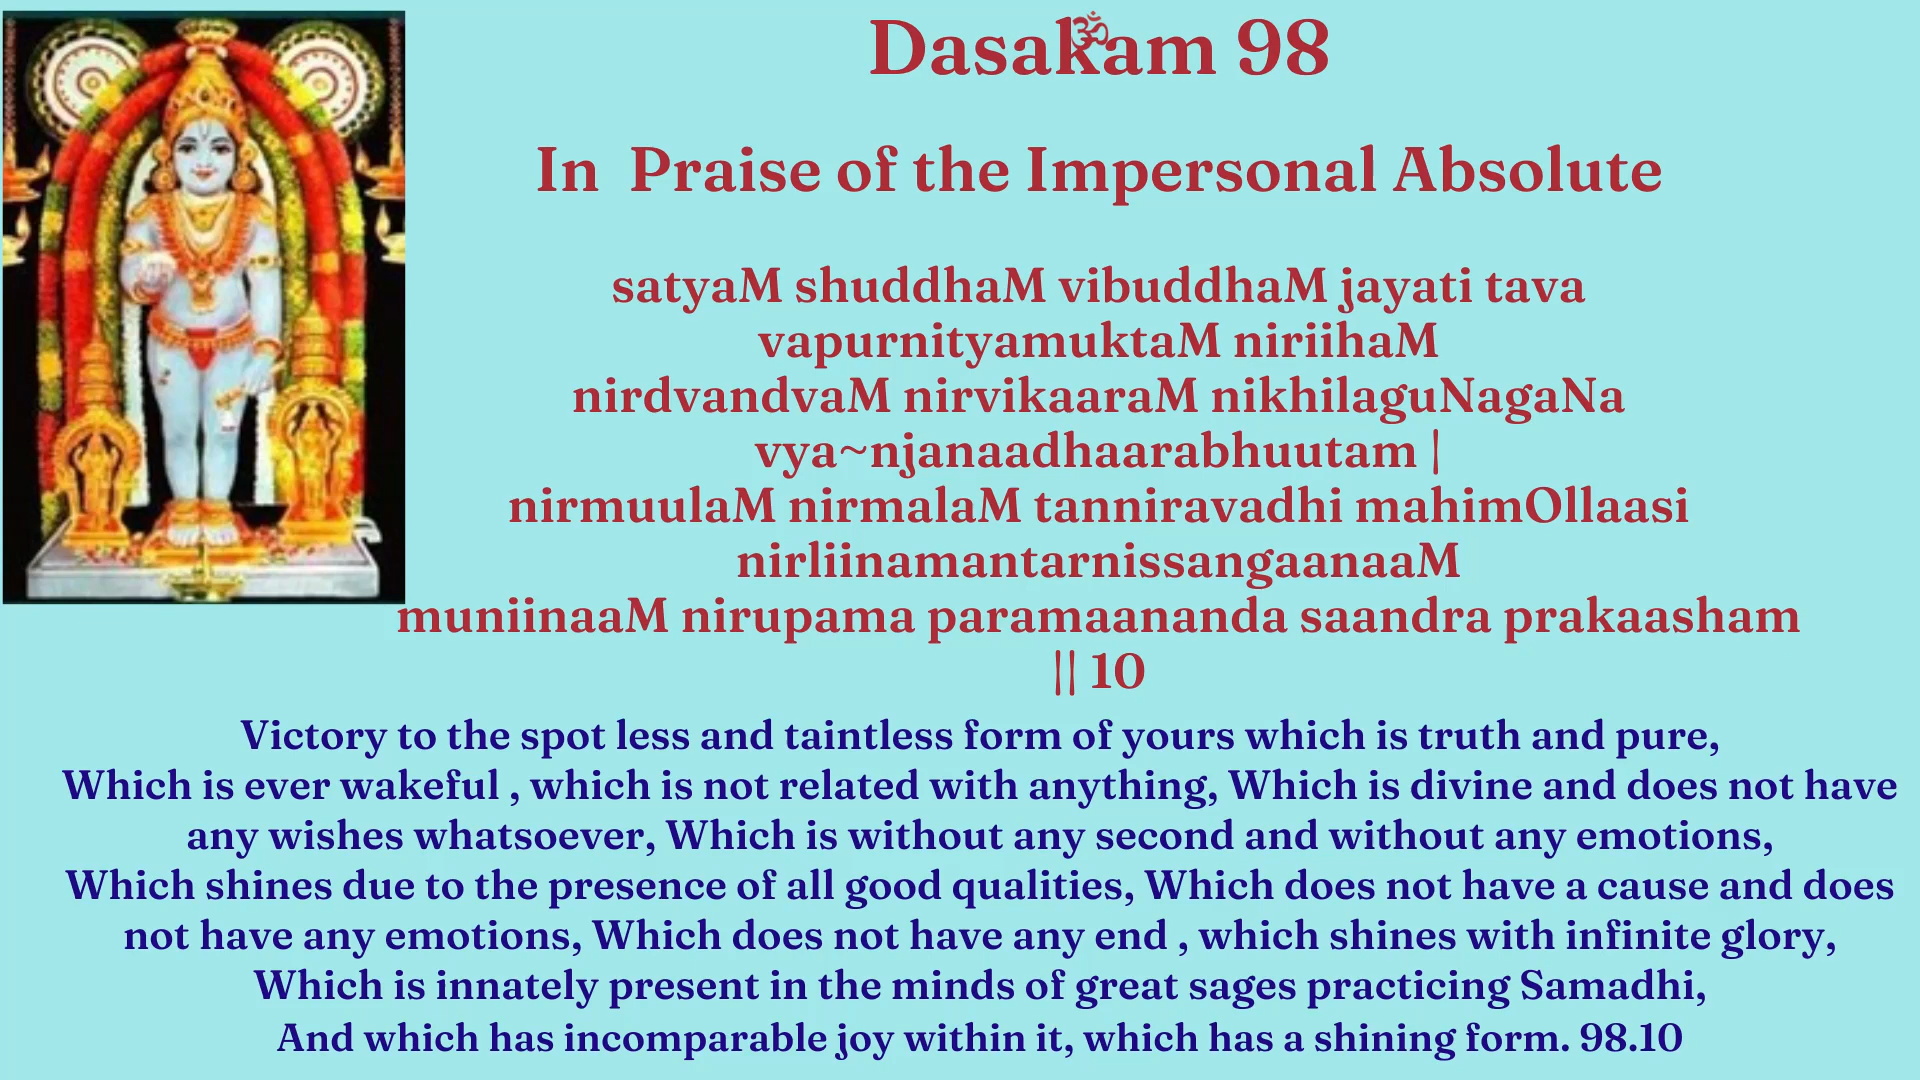 Dasakam 98
ॐ
In Praise of the Impersonal Absolute
satyaM shuddhaM vibuddhaM jayati tava
vapurnityamuktaM niriihaM
nirdvandvaM nirvikaaraM nikhilaguNagaNa
vya~njanaadhaarabhuutam |
nirmuulaM nirmalaM tanniravadhi mahimOllaasi
nirliinamantarnissangaanaaM
muniinaaM nirupama paramaananda saandra prakaasham
|| 10
Victory to the spot less and taintless form of yours which is truth and pure,
Which is ever wakeful , which is not related with anything, Which is divine and does not have
any wishes whatsoever, Which is without any second and without any emotions,
Which shines due to the presence of all good qualities, Which does not have a cause and does
not have any emotions, Which does not have any end , which shines with infinite glory,
Which is innately present in the minds of great sages practicing Samadhi,
And which has incomparable joy within it, which has a shining form. 98.10